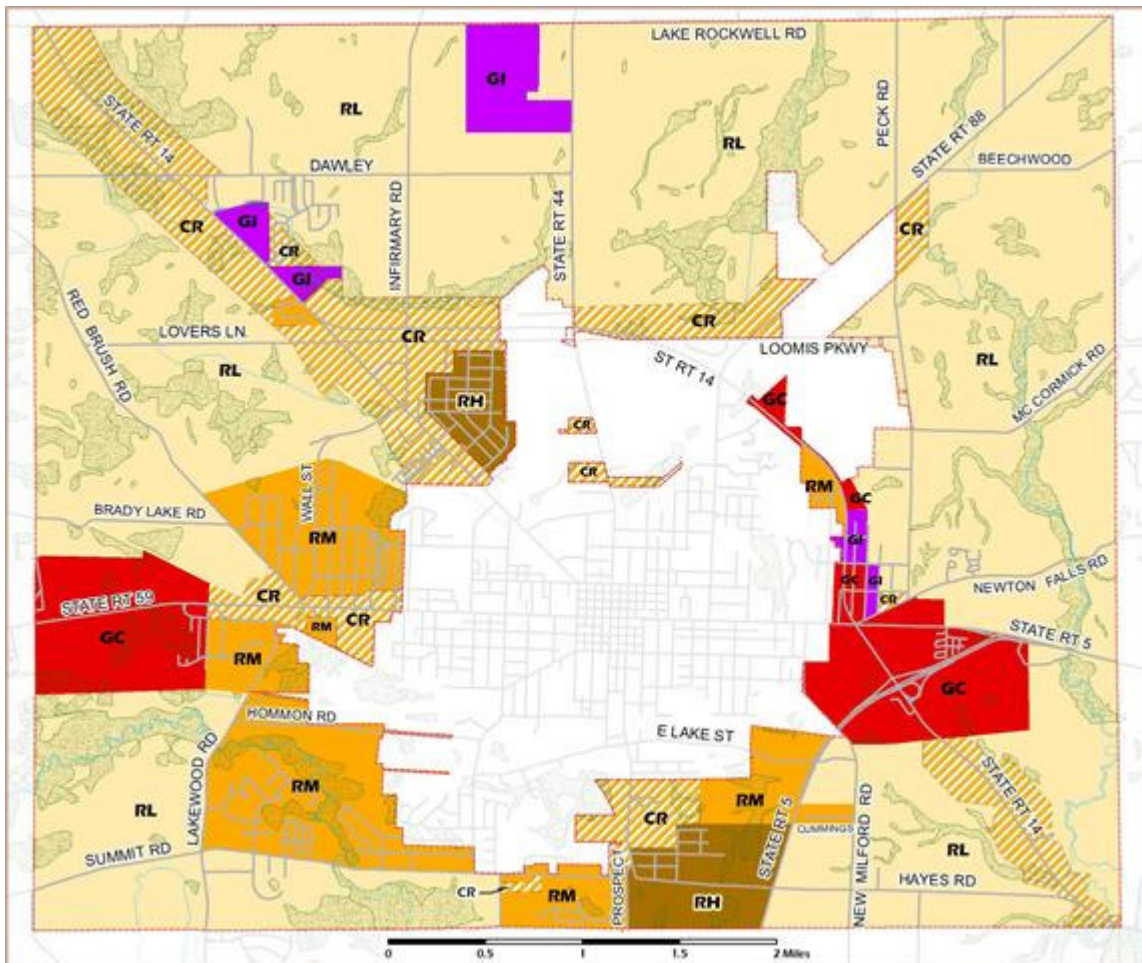 LAKE ROCKWELL RD
GI
PECK RD
STATE RT 88
STATE RT 14
RL
RL
BEECHWOOD
DAWLEY
INFIRMARY RD
STATE RT 44
CR
GI
CR
CR
GI
RED BRUSH RD
LOVERS LN
CR
CR
LOOMIS PKWY
RL
ST RT 14
RL
MC CORMICK RD
RH
GC
CR
CR
WALL ST
RM
GC
BRADY LAKE RD
RM
GI
GC
GI
CR
NEWTON FALLS RD
STATE RT 59
CR
RM
CR
STATE RT 5
GC
RM
GC
HOMMON RD
E LAKE ST
LAKEWOOD RD
RM
RM
STATE RT 5
STATE RT 14
RL
CR
CUMMINGS
NEW MILFORD RD
RL
SUMMIT RD
CR
RM
PROSPECT
RH
HAYES RD
0 0.5 1 1.5 2 Miles